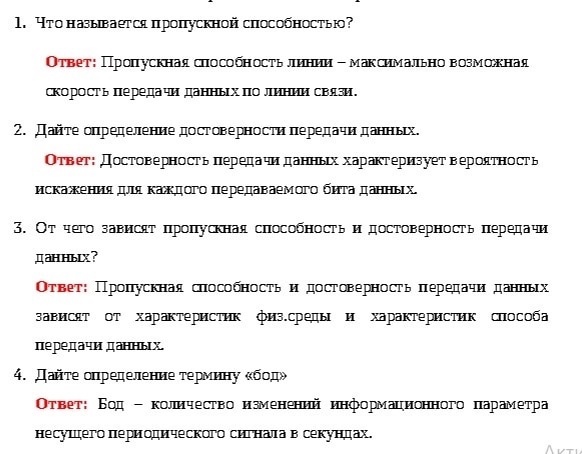 1. Что называется пропускной способностью?
Ответ: Пропускная способность линии – максимально возможная
скорость передачи данных по линии связи.
2. Дайте определение достоверности передачи данных.
Ответ: Достоверность передачи данных характеризует вероятность
искажения для каждого передаваемого бита данных.
3. От чего зависят пропускная способность и достоверность передачи
данных?
Ответ: Пропускная способность и достоверность передачи данных
зависят от характеристик физ.среды и характеристик способа
передачи данных.
4. Дайте определение термину «бод»
Ответ: Бод – количество изменений информационного параметра
несущего периодического сигнала в секундах.